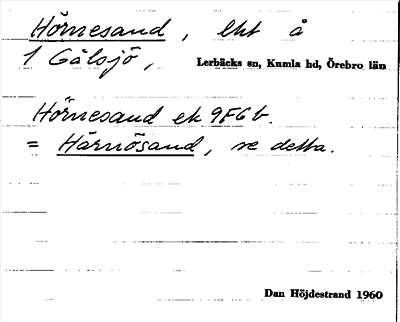 Hörnesand, lht å
1 Gålsjö, Lerbäcks sn, Kumla hd, Örebro län
Hörnesand ek 9F6b.
= Härnösand, se detta.
Dan Höjdestrand 1960